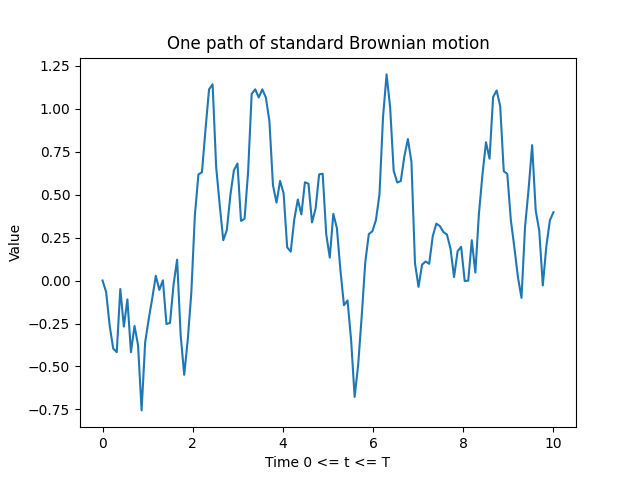 One path of standard Brownian motion
1.25
1.00
0.75
0.50
0.25
0.00
−0.25
−0.50
−0.75
Value
0 2 4 6 8 10
Time 0 <= t <= T